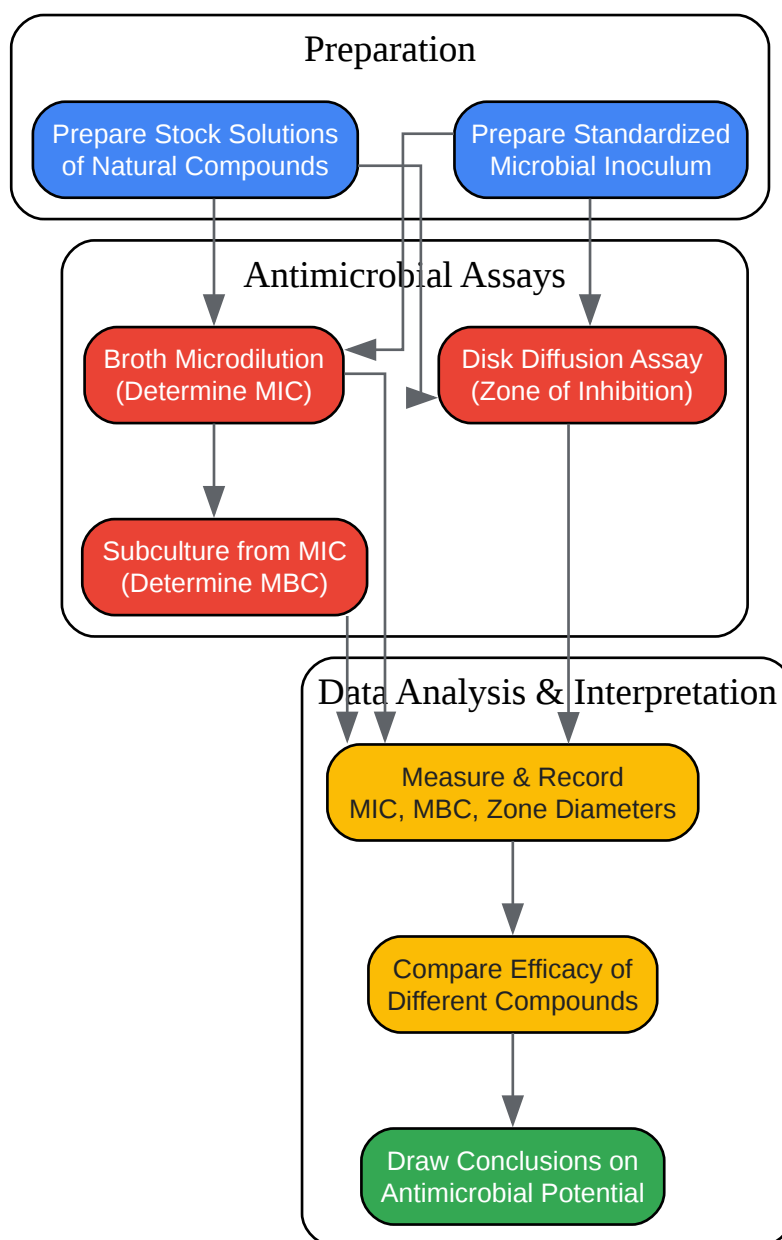 Preparation
Prepare Stock Solutions
of Natural Compounds
Prepare Standardized
Microbial Inoculum
Antimicrobial Assays
Broth Microdilution
(Determine MIC)
Disk Diffusion Assay
(Zone of Inhibition)
Subculture from MIC
(Determine MBC)
Data Analysis & Interpretation
Measure & Record
MIC, MBC, Zone Diameters
Compare Efficacy of
Different Compounds
Draw Conclusions on
Antimicrobial Potential